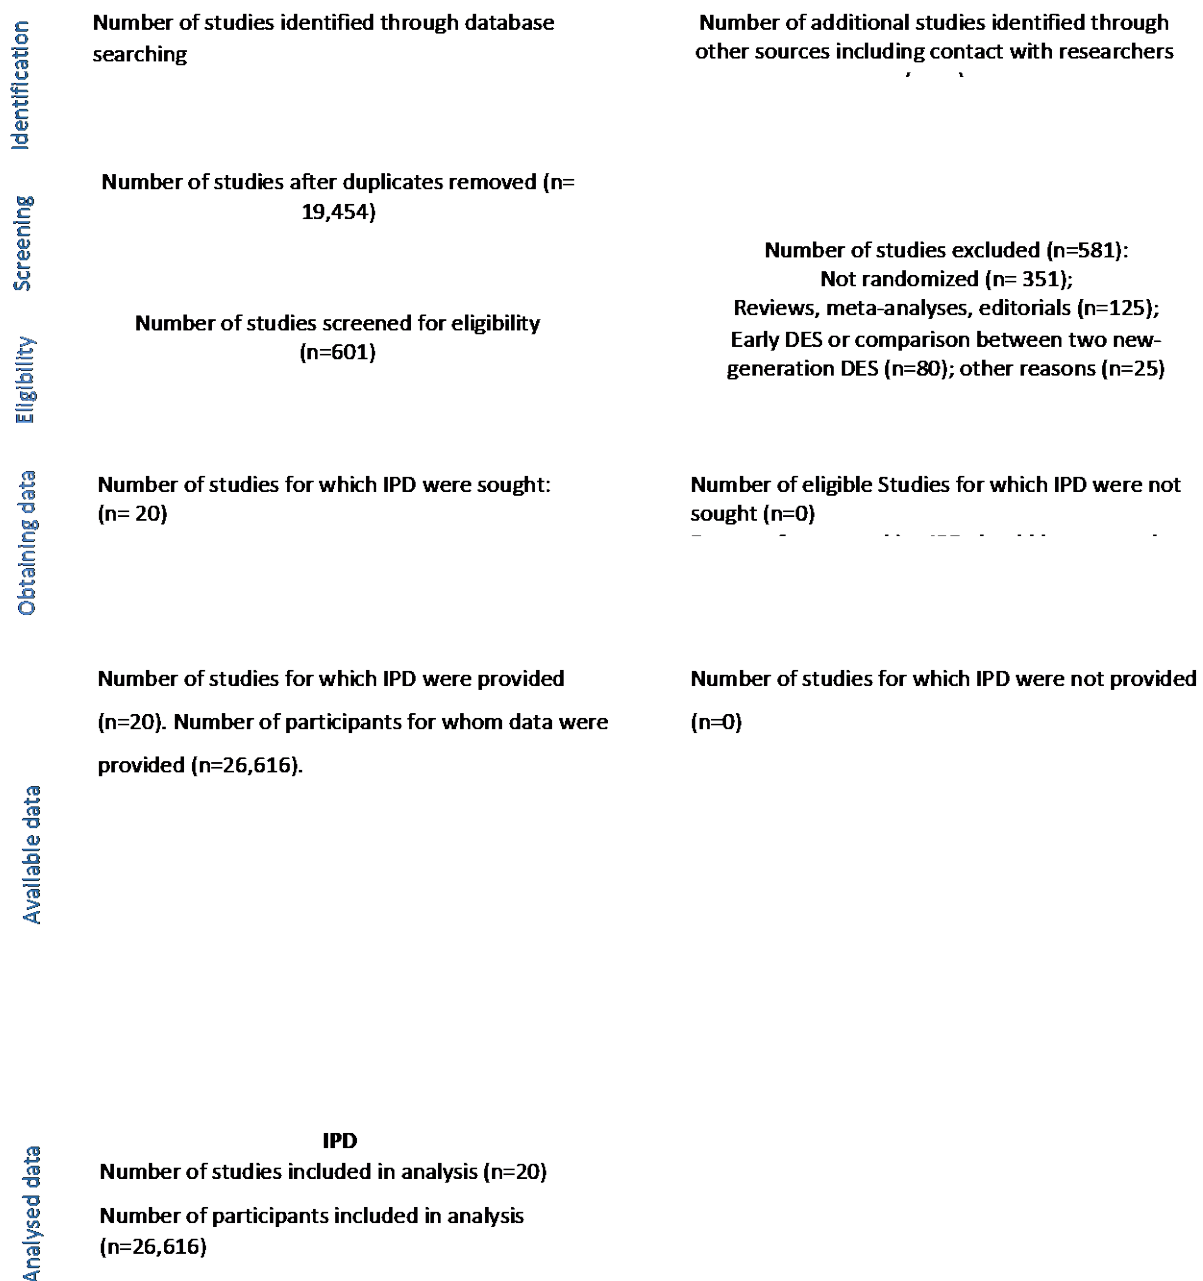 Identification
Number of studies identified through database
searching
Number of additional studies identified through
other sources including contact with researchers
Screening
Number of studies after duplicates removed (n=
19,454)
Number of studies excluded (n=581):
Not randomized (n= 351);
Reviews, meta-analyses, editorials (n=125);
Early DES or comparison between two new-
generation DES (n=80); other reasons (n=25)
Eligibility
Number of studies screened for eligibility
(n=601)
Obtaining data
Number of studies for which IPD were sought:
(n= 20)
Number of eligible Studies for which IPD were not
sought (n=0)
Available data
Number of studies for which IPD were provided
(n=20). Number of participants for whom data were
provided (n=26,616).
Number of studies for which IPD were not provided
(n=0)
Analysed data
IPD
Number of studies included in analysis (n=20)
Number of participants included in analysis
(n=26,616)